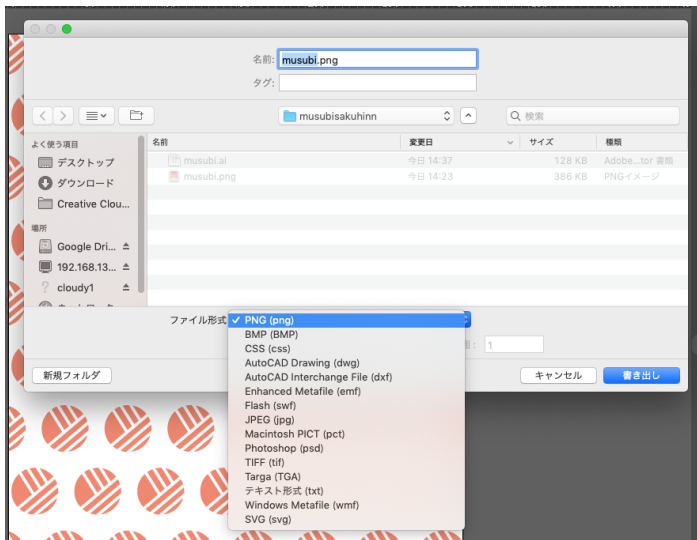 名前: musubi.png
タグ:
musubisakuhinn
検索
よく使う項目
デスクトップ
ダウンロード
Creative Clou...
場所
Google Dri...
192.168.13...
cloudy1
名前 変更日 サイズ 種類
musubi.ai 今日 14:37 128 KB Adobe...tor 書類
musubi.png 今日 14:23 386 KB PNGイメージ
ファイル形式
PNG (png)
BMP (BMP)
CSS (css)
AutoCAD Drawing (dwg)
AutoCAD Interchange File (dxf)
Enhanced Metafile (emf)
Flash (swf)
JPEG (jpg)
Macintosh PICT (pct)
Photoshop (psd)
TIFF (tif)
Targa (TGA)
テキスト形式 (txt)
Windows Metafile (wmf)
SVG (svg)
: 1
新規フォルダ
キャンセル
書き出し